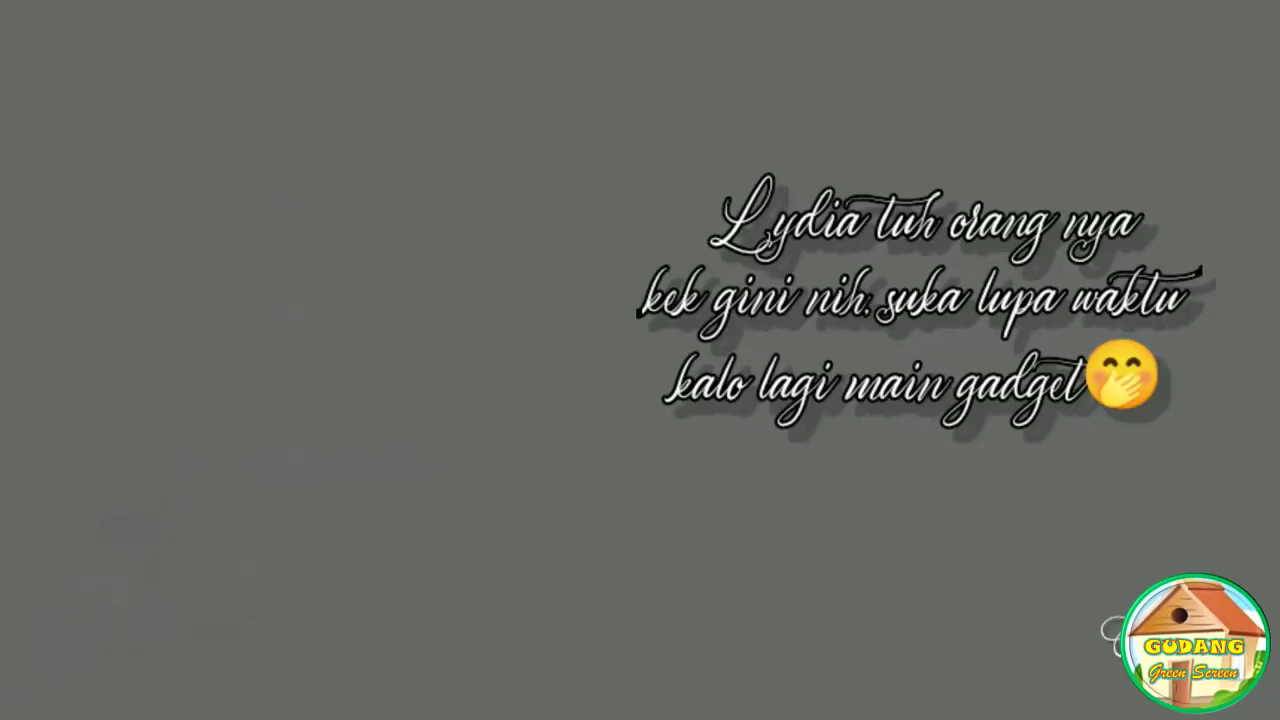 Lydia tuh orang nya
kek gini nih, suka lupa waktu
kalo lagi main gadget🤭
GUDANG
Green Screen